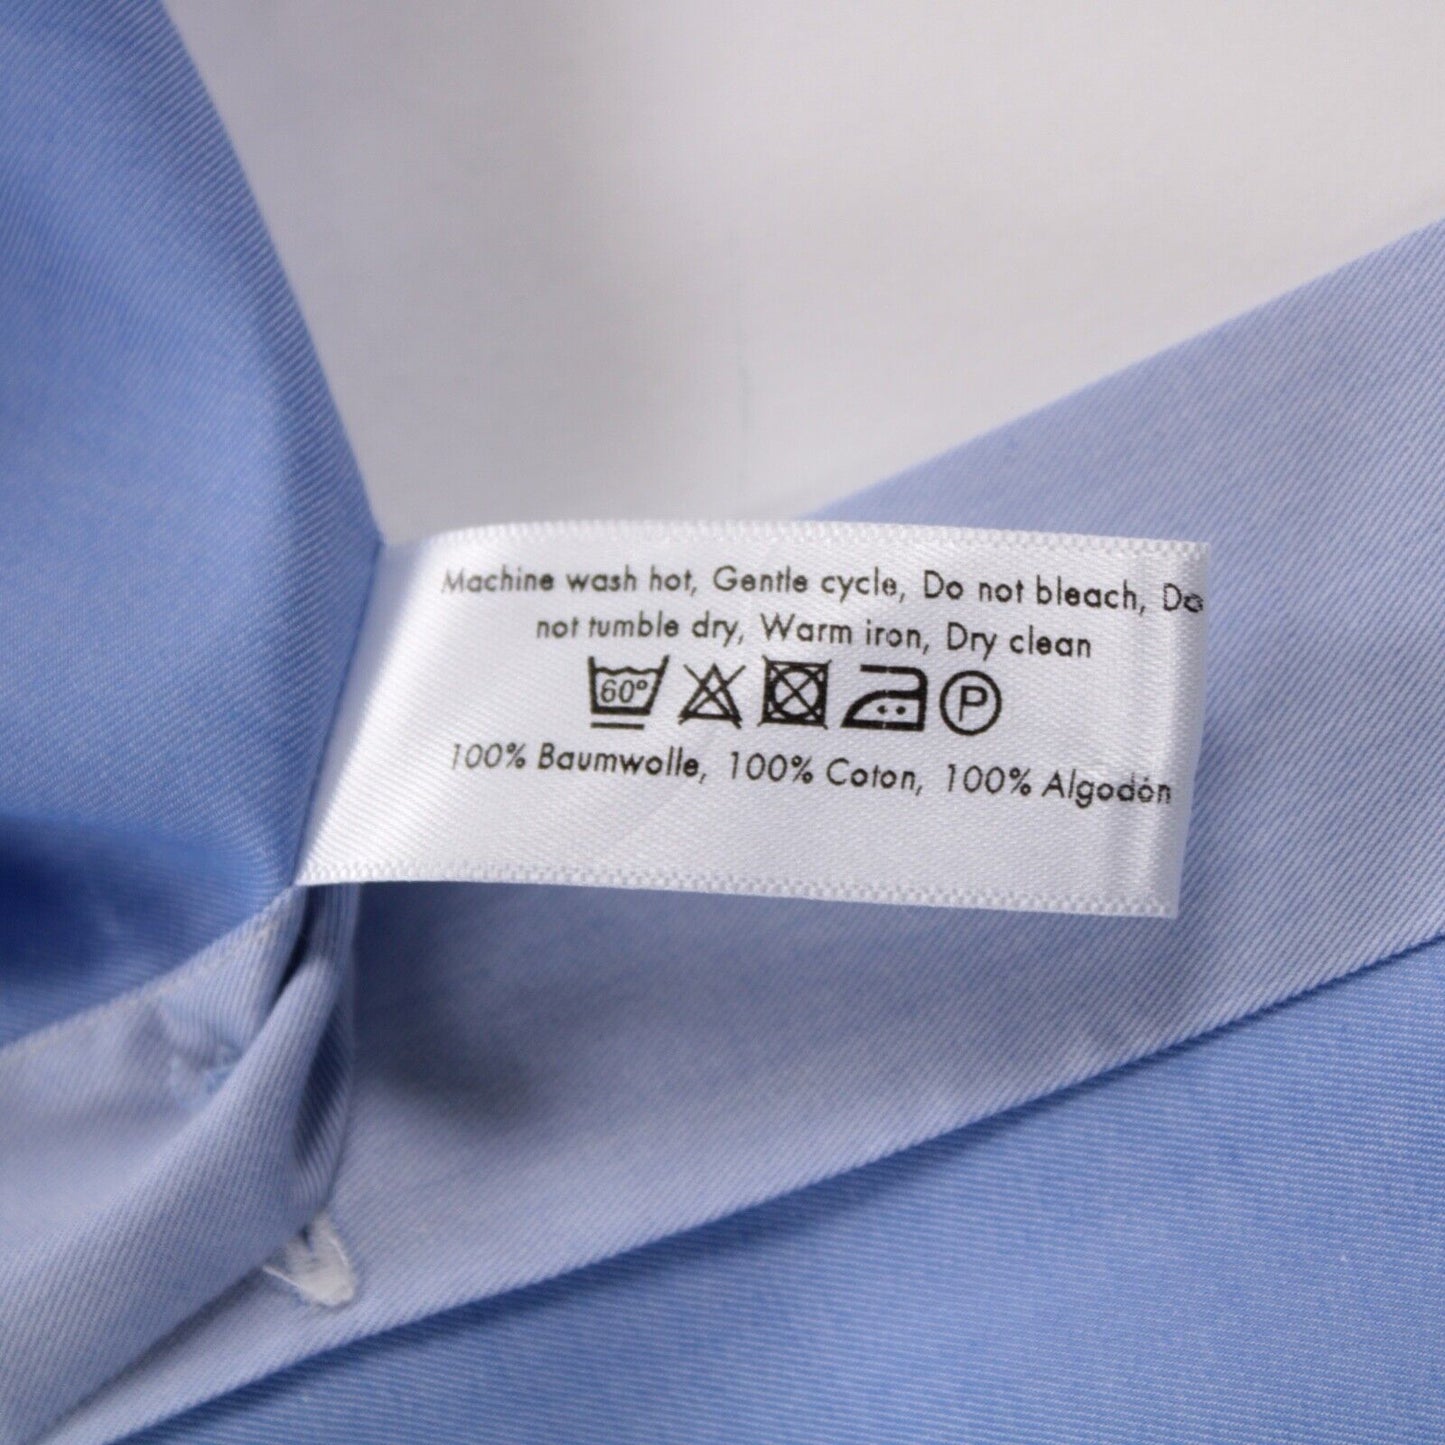 Machine wash hot, Gentle cycle, Do not bleach, Do
not tumble dry, Warm iron, Dry clean
60° P
100% Baumwolle, 100% Coton, 100% Algodón